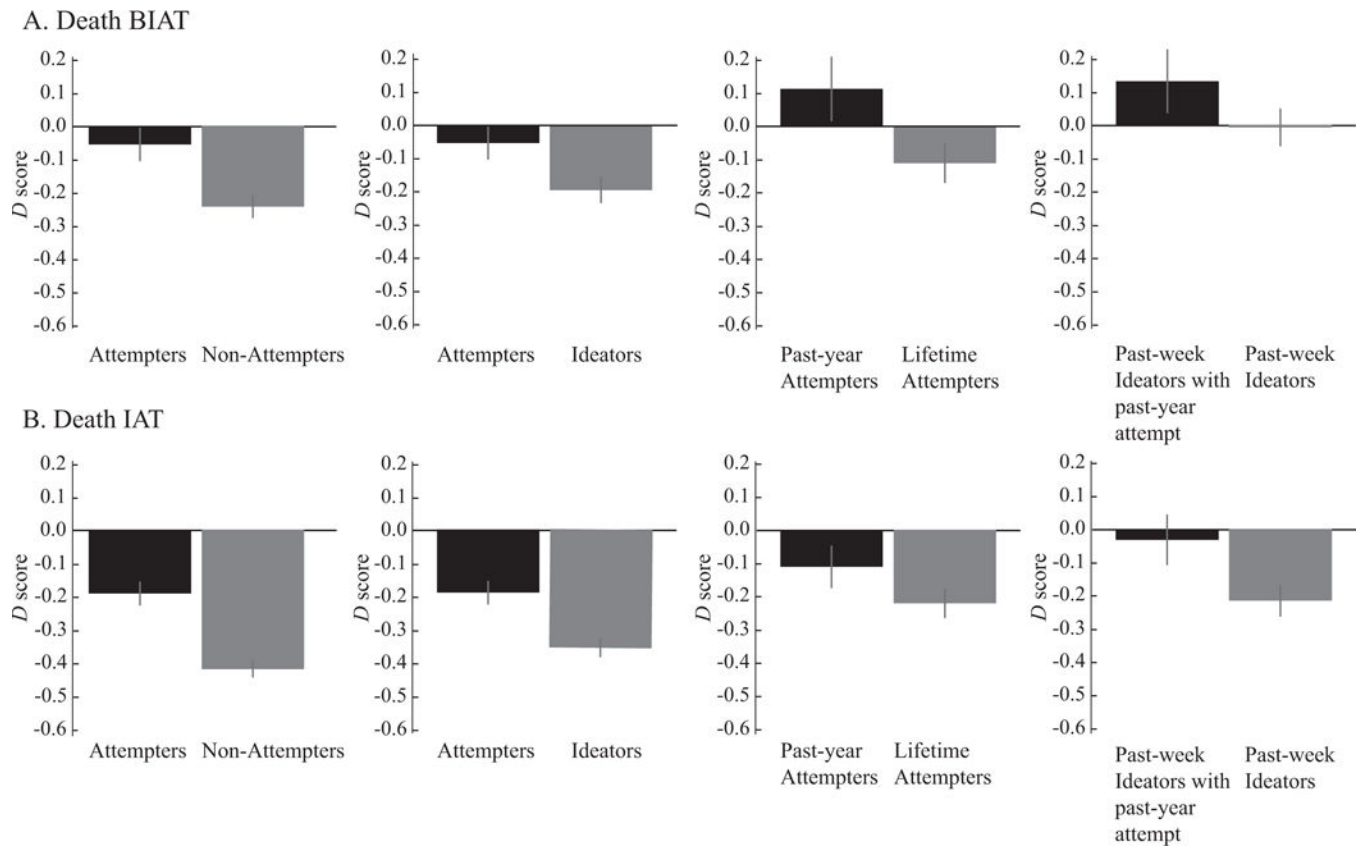 A. Death BIAT
0.2
0.1
0.0
-0.1
-0.2
-0.3
-0.4
-0.5
-0.6
D score
Attempters Non-Attempters
0.2
0.1
0.0
-0.1
-0.2
-0.3
-0.4
-0.5
-0.6
D score
Attempters Ideators
0.2
0.1
0.0
-0.1
-0.2
-0.3
-0.4
-0.5
-0.6
D score
Past-year Lifetime
Attempters Attempters
0.2
0.1
0.0
-0.1
-0.2
-0.3
-0.4
-0.5
-0.6
D score
Past-week Past-week
Ideators with Ideators
past-year
attempt
B. Death IAT
0.2
0.1
0.0
-0.1
-0.2
-0.3
-0.4
-0.5
-0.6
D score
Attempters Non-Attempters
0.2
0.1
0.0
-0.1
-0.2
-0.3
-0.4
-0.5
-0.6
D score
Attempters Ideators
0.2
0.1
0.0
-0.1
-0.2
-0.3
-0.4
-0.5
-0.6
D score
Past-year Lifetime
Attempters Attempters
0.2
0.1
0.0
-0.1
-0.2
-0.3
-0.4
-0.5
-0.6
D score
Past-week Past-week
Ideators with Ideators
past-year
attempt